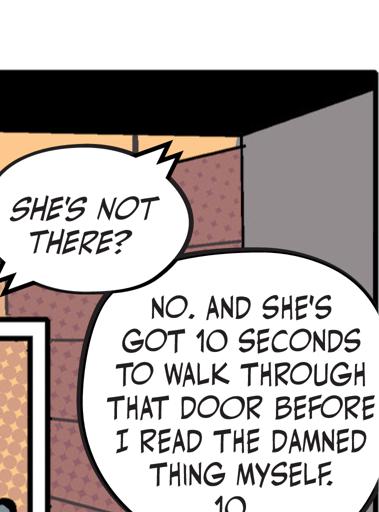 SHE'S NOT
THERE?
NO. AND SHE'S
GOT 10 SECONDS
TO WALK THROUGH
THAT DOOR BEFORE
I READ THE DAMNED
THING MYSELF.
10